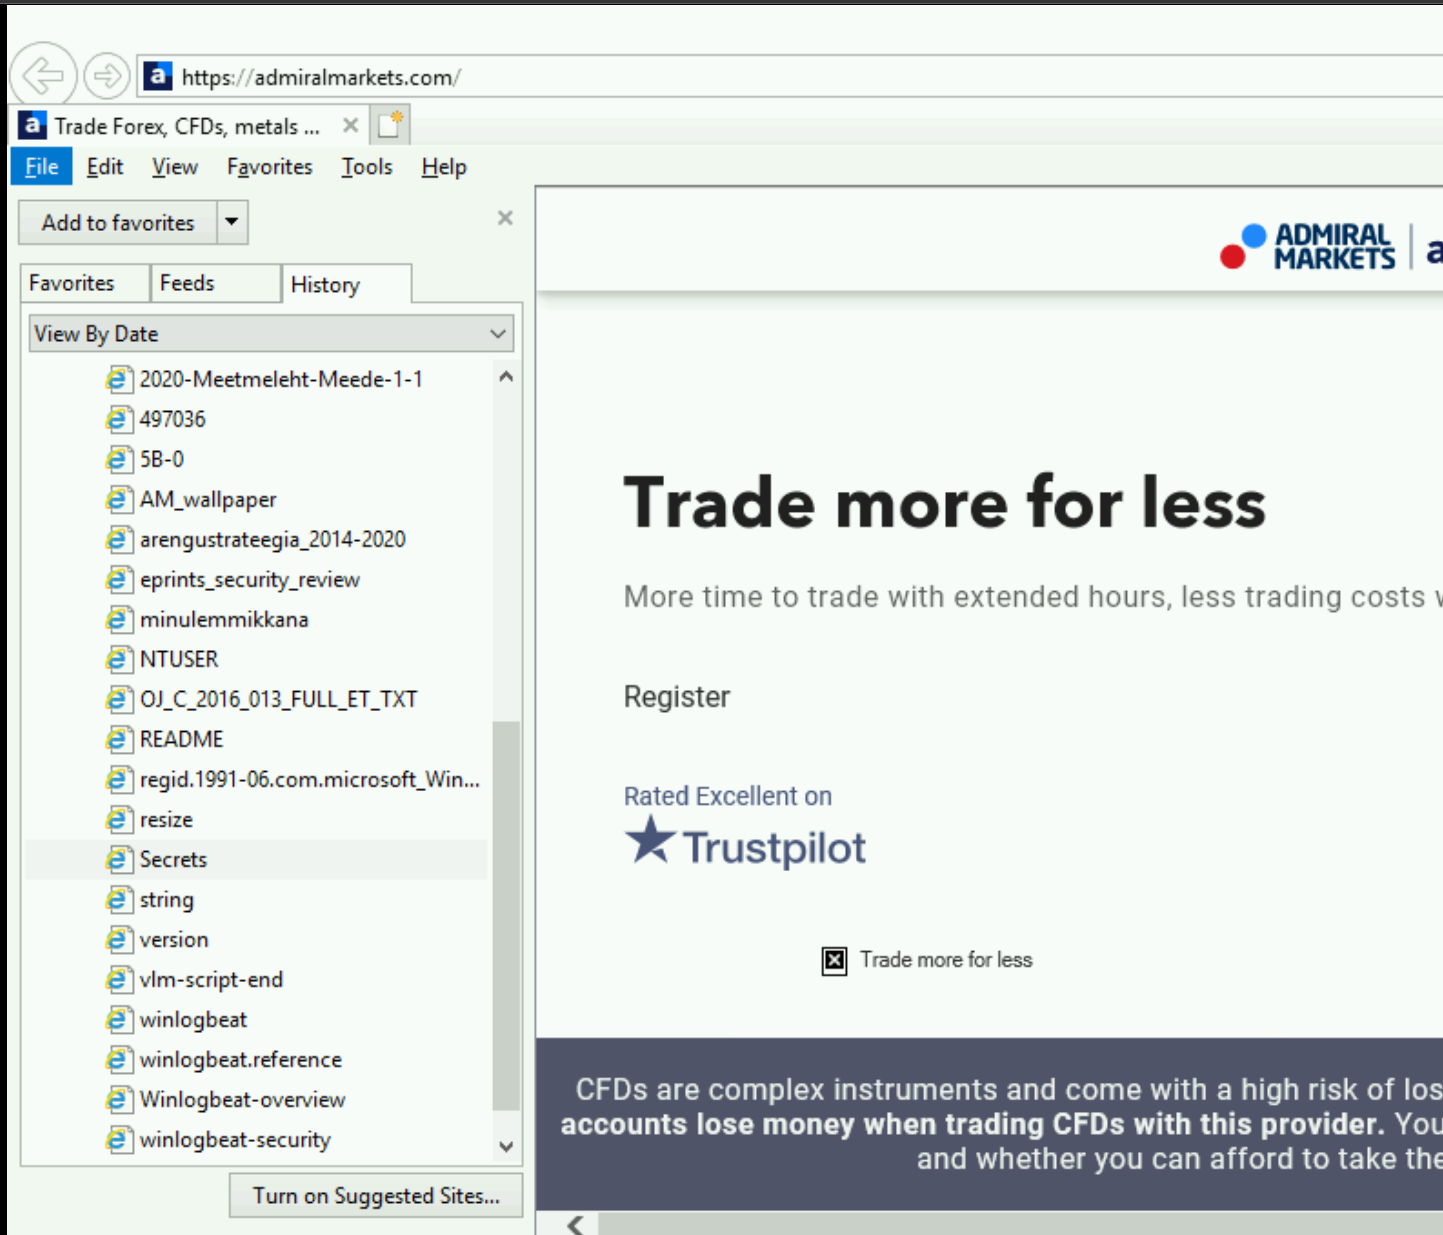 a https://admiralmarkets.com/
a Trade Forex, CFDs, metals ...
File Edit View Favorites Tools Help
Add to favorites
Favorites Feeds History
View By Date
2020-Meetmeleht-Meede-1-1
497036
5B-0
AM_wallpaper
arengustrateegia_2014-2020
eprints_security_review
minulemmikkana
NTUSER
OJ_C_2016_013_FULL_ET_TXT
README
regid.1991-06.com.microsoft_Win...
resize
Secrets
string
version
vlm-script-end
winlogbeat
winlogbeat.reference
Winlogbeat-overview
winlogbeat-security
Turn on Suggested Sites...
ADMIRAL
MARKETS a
Trade more for less
More time to trade with extended hours, less trading costs
Register
Rated Excellent on
Trustpilot
Trade more for less
CFDs are complex instruments and come with a high risk of los
accounts lose money when trading CFDs with this provider. You
and whether you can afford to take the